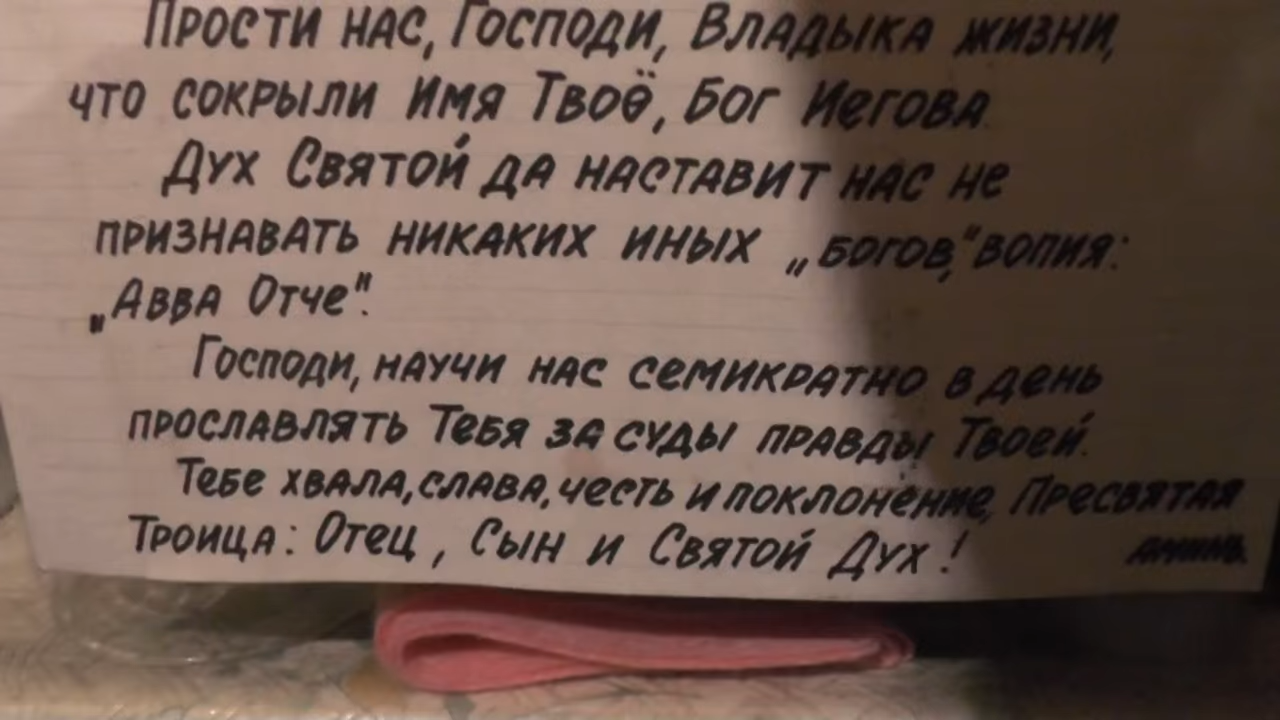 Прости нас, Господи, Владыка жизни,
что сокрыли Имя Твоё, Бог Иегова
Дух Святой да наставит нас не
признавать никаких иных „богов," вопия:
„Авва Отче".
Господи, научи нас семикратно в день
прославлять Тебя за суды правды Твоей.
Тебе хвала, слава, честь и поклонение, Пресвятая
Троица: Отец, Сын и Святой Дух!
Аминь.